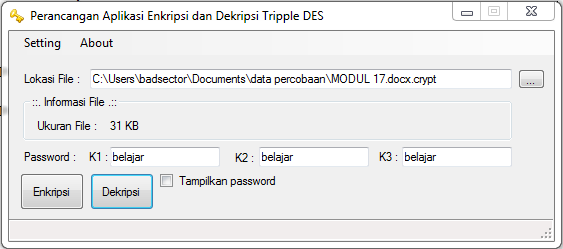 Perancangan Aplikasi Enkripsi dan Dekripsi Tripple DES
Setting About
Lokasi File : C:\Users\badsector\Documents\data percobaan\MODUL 17.docx.crypt ...
::. Informasi File .::
Ukuran File : 31 KB
Password : K1 : belajar K2 : belajar K3 : belajar
Enkripsi Dekripsi Tampilkan password